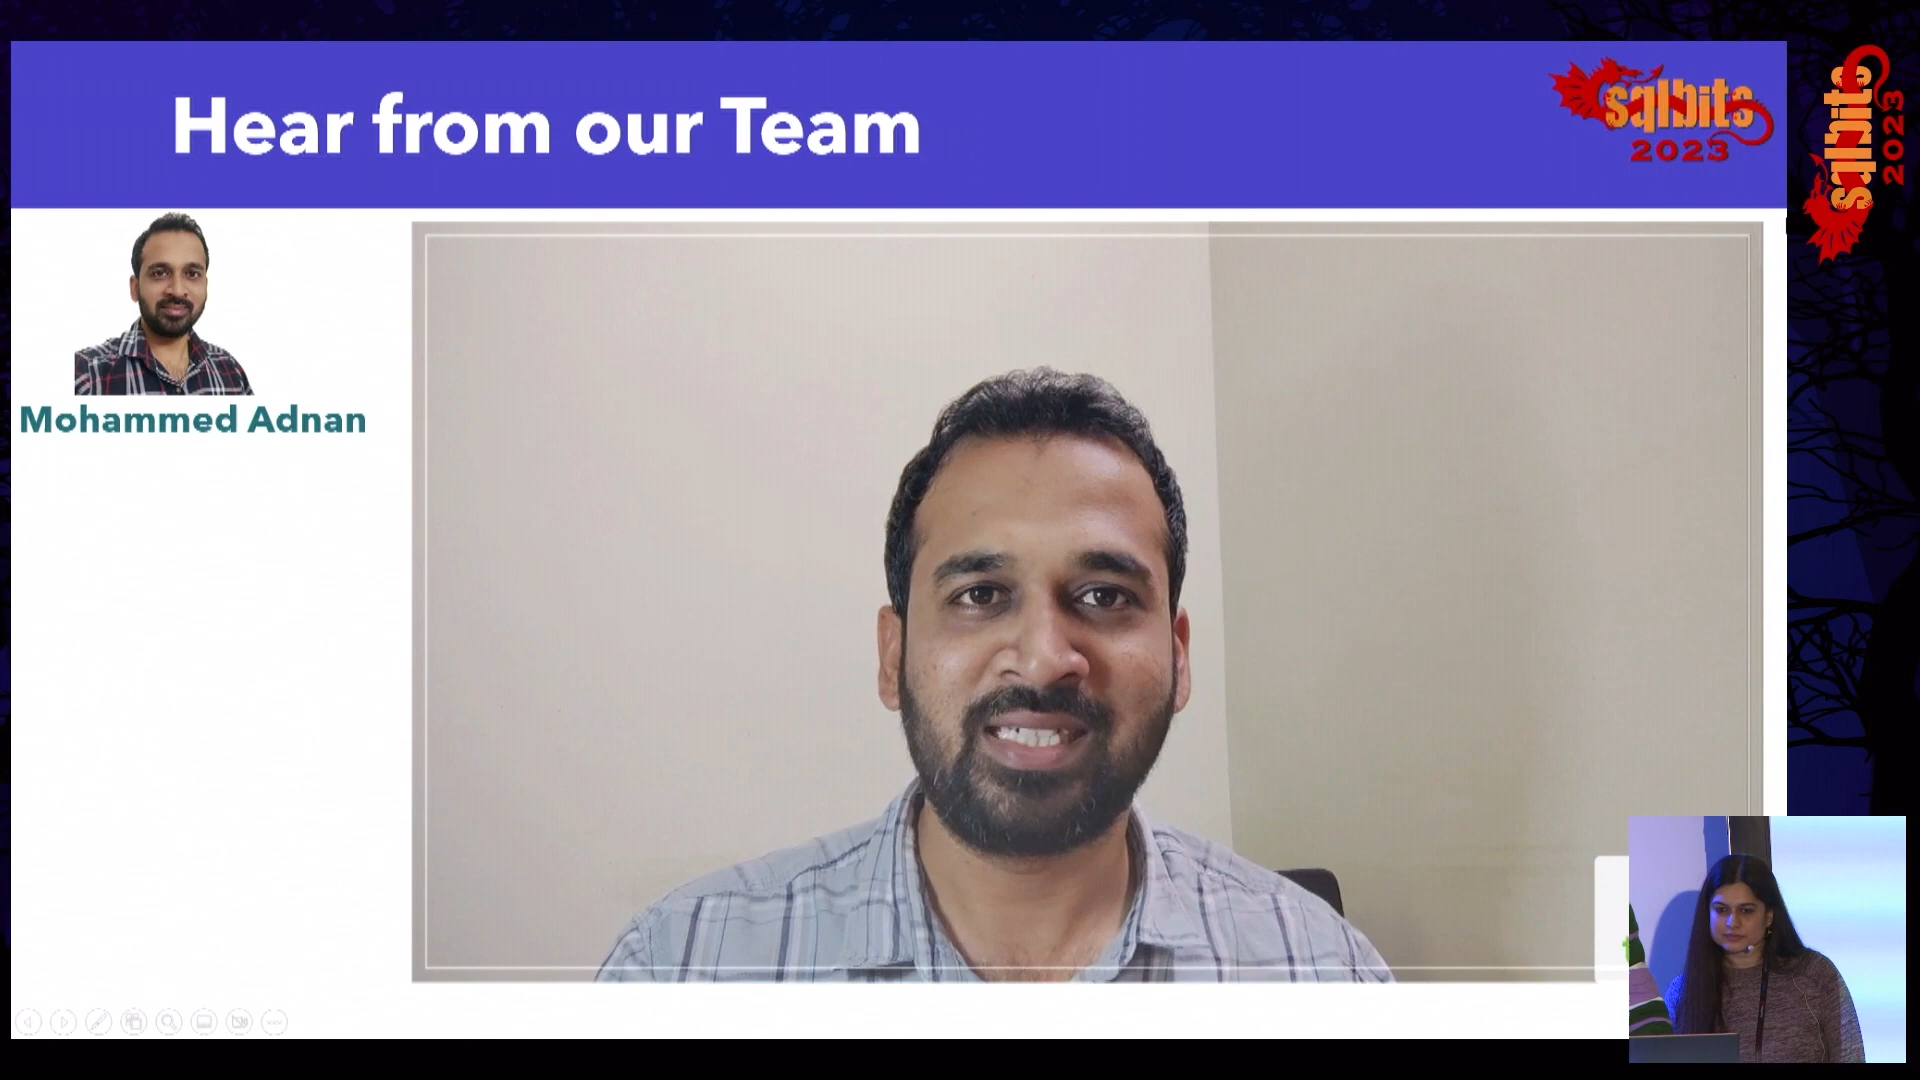 Hear from our Team
sqlbits
2023
sqlbits
2023
Mohammed Adnan